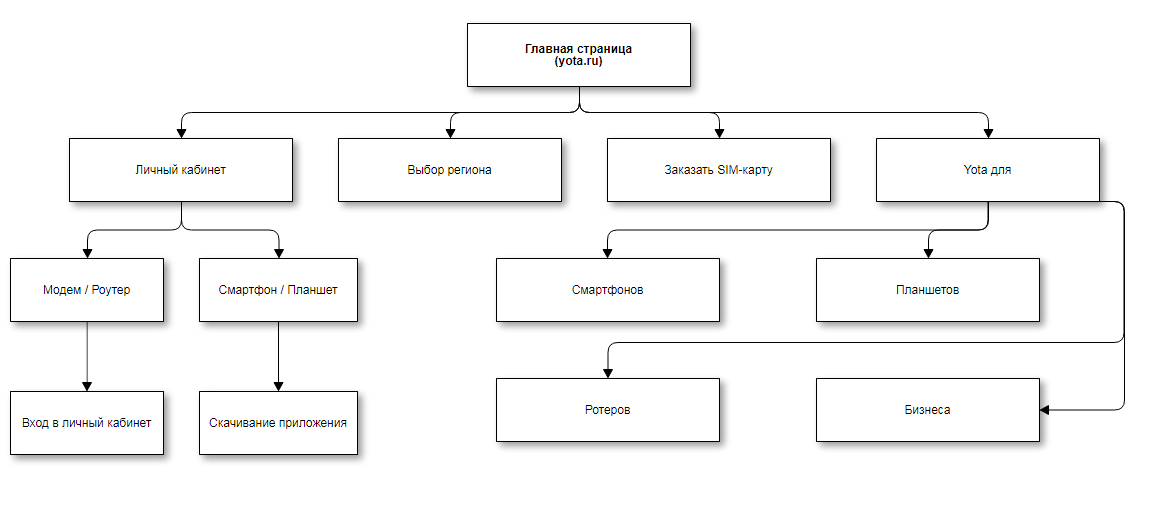 Главная страница
(yota.ru)
Личный кабинет
Выбор региона
Заказать SIM-карту
Yota для
Модем / Роутер
Смартфон / Планшет
Смартфонов
Планшетов
Вход в личный кабинет
Скачивание приложения
Ротеров
Бизнеса